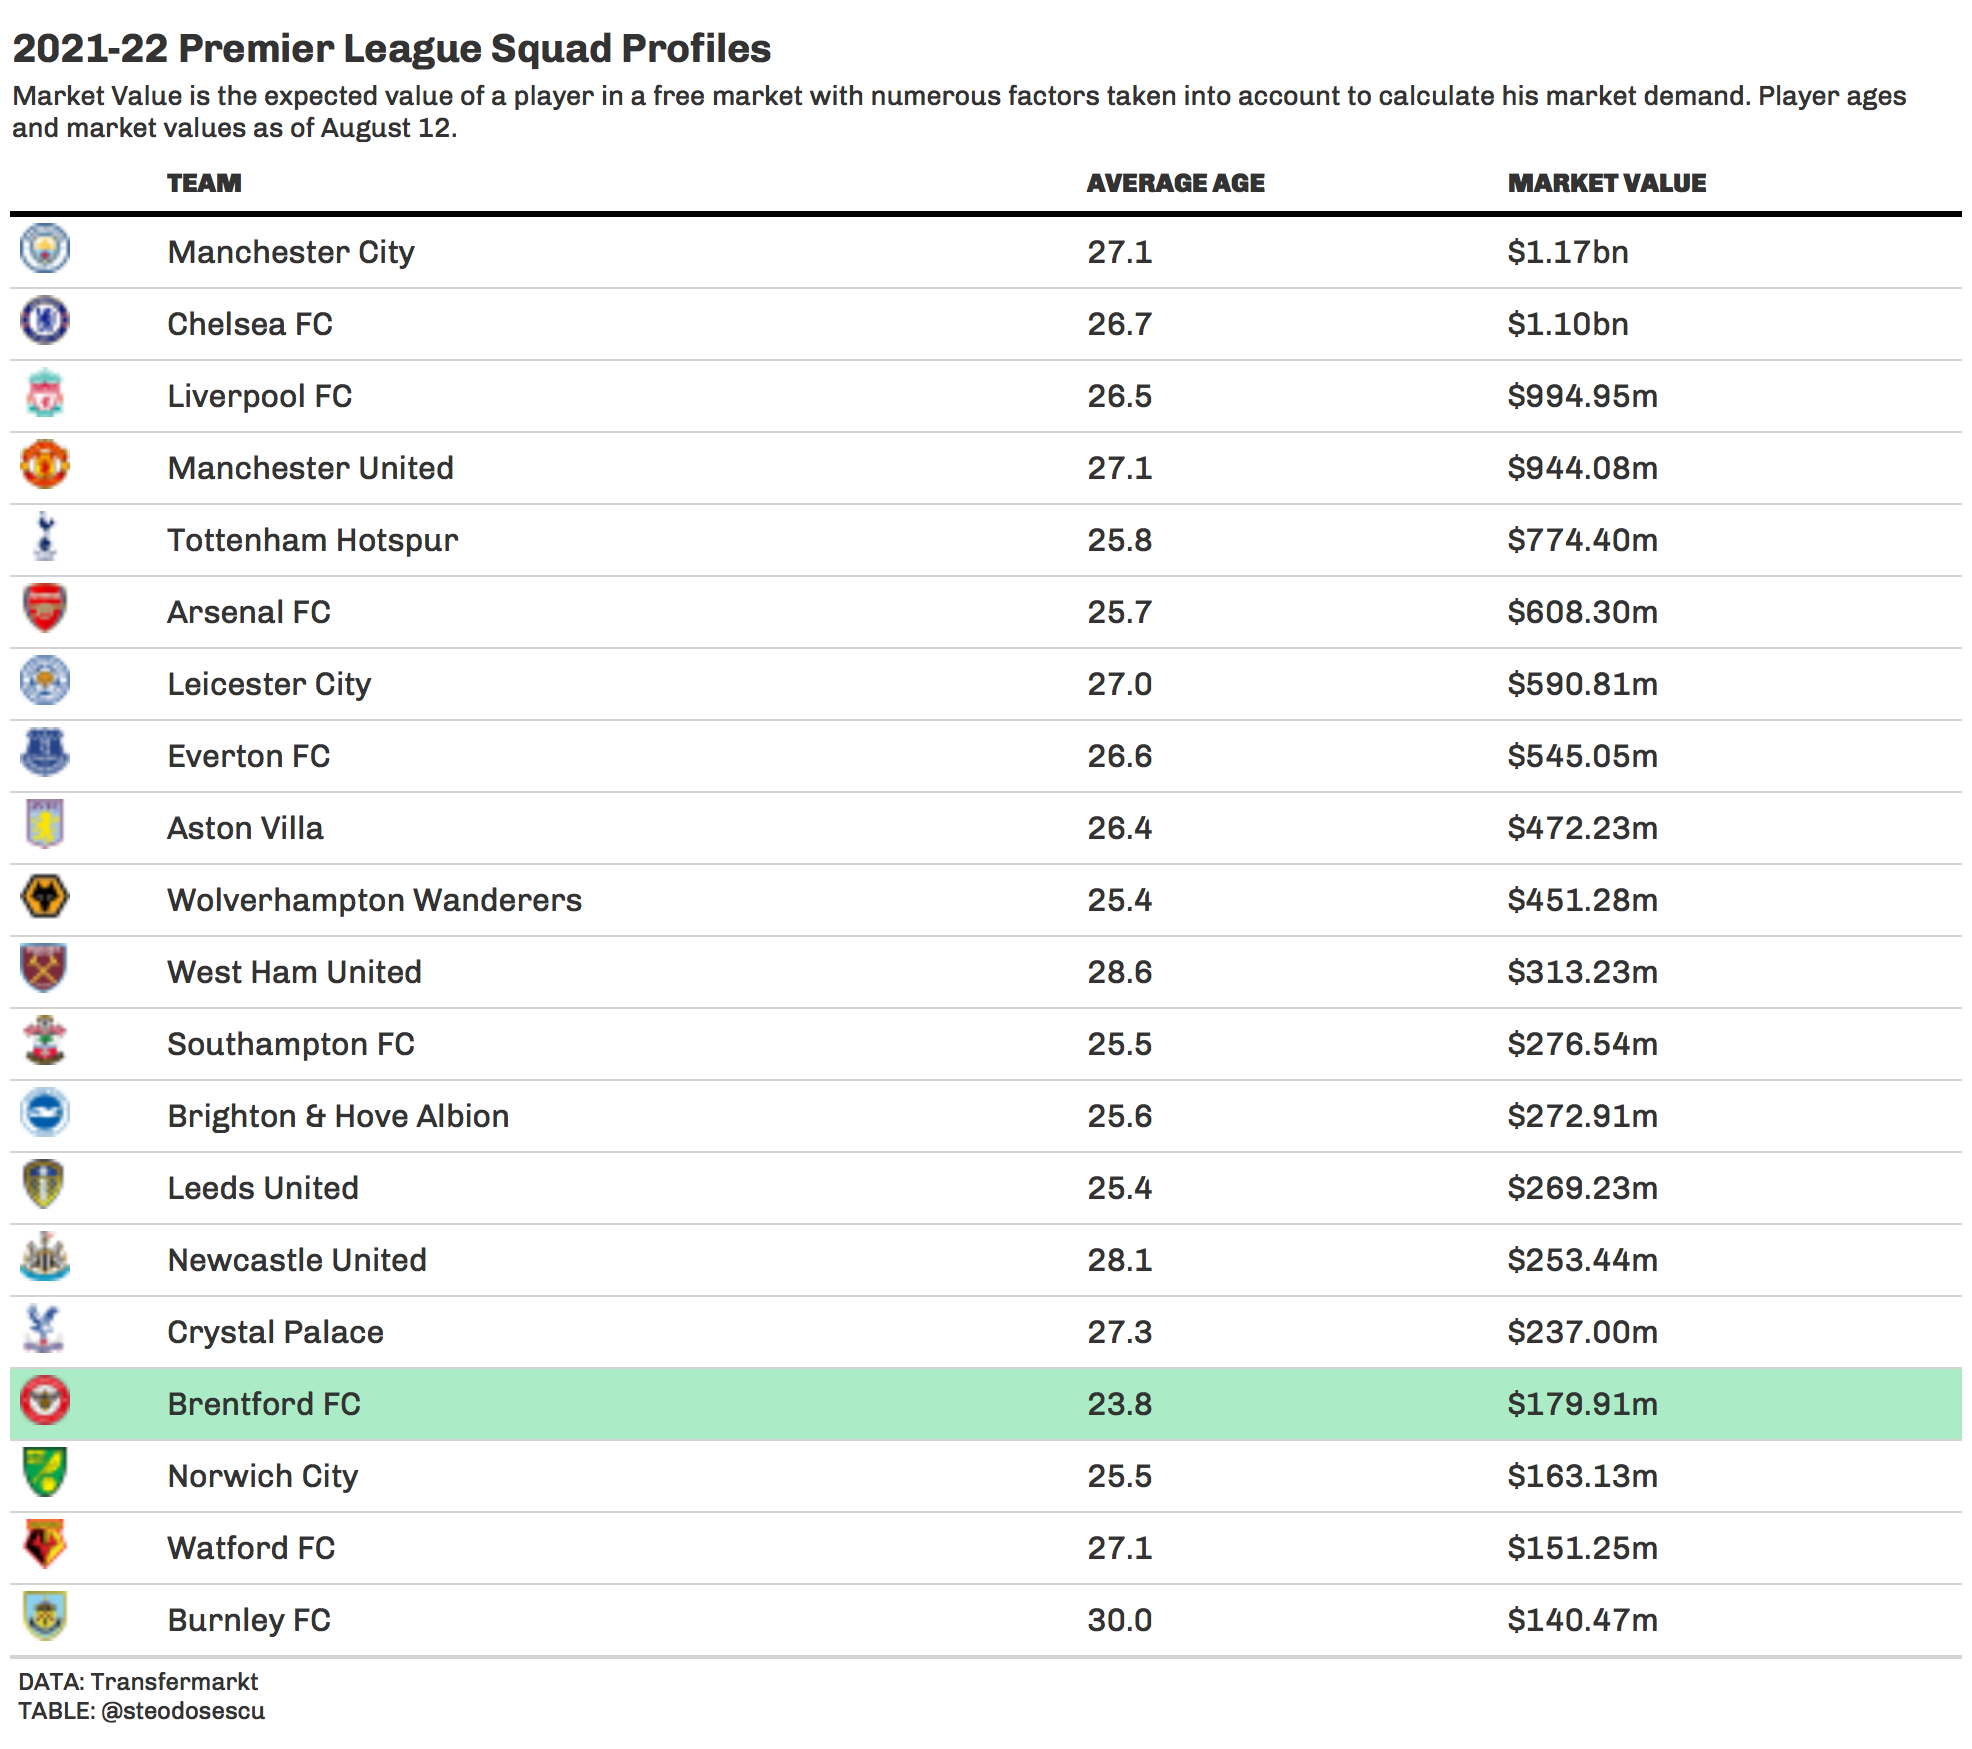 2021-22 Premier League Squad Profiles
Market Value is the expected value of a player in a free market with numerous factors taken into account to calculate his market demand. Player ages
and market values as of August 12.
TEAM AVERAGE AGE MARKET VALUE
Manchester City 27.1 $1.17bn
Chelsea FC 26.7 $1.10bn
Liverpool FC 26.5 $994.95m
Manchester United 27.1 $944.08m
Tottenham Hotspur 25.8 $774.40m
Arsenal FC 25.7 $608.30m
Leicester City 27.0 $590.81m
Everton FC 26.6 $545.05m
Aston Villa 26.4 $472.23m
Wolverhampton Wanderers 25.4 $451.28m
West Ham United 28.6 $313.23m
Southampton FC 25.5 $276.54m
Brighton & Hove Albion 25.6 $272.91m
Leeds United 25.4 $269.23m
Newcastle United 28.1 $253.44m
Crystal Palace 27.3 $237.00m
Brentford FC 23.8 $179.91m
Norwich City 25.5 $163.13m
Watford FC 27.1 $151.25m
Burnley FC 30.0 $140.47m
DATA: Transfermarkt
TABLE: @steodosescu